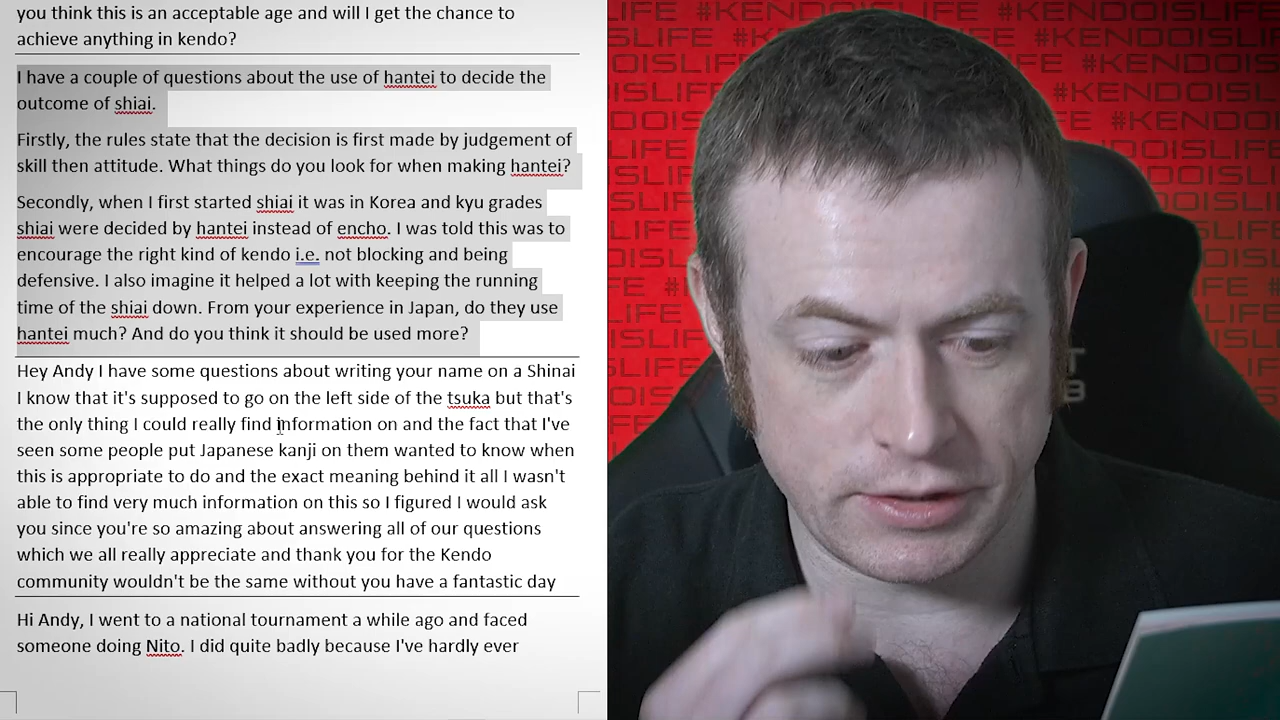 you think this is an acceptable age and will I get the chance to
achieve anything in kendo?
I have a couple of questions about the use of hantei to decide the
outcome of shiai.
Firstly, the rules state that the decision is first made by judgement of
skill then attitude. What things do you look for when making hantei?
Secondly, when I first started shiai it was in Korea and kyu grades
shiai were decided by hantei instead of encho. I was told this was to
encourage the right kind of kendo i.e. not blocking and being
defensive. I also imagine it helped a lot with keeping the running
time of the shiai down. From your experience in Japan, do they use
hantei much? And do you think it should be used more?
Hey Andy I have some questions about writing your name on a Shinai
I know that it's supposed to go on the left side of the tsuka but that's
the only thing I could really find information on and the fact that I've
seen some people put Japanese kanji on them wanted to know when
this is appropriate to do and the exact meaning behind it all I wasn't
able to find very much information on this so I figured I would ask
you since you're so amazing about answering all of our questions
which we all really appreciate and thank you for the Kendo
community wouldn't be the same without you have a fantastic day
Hi Andy, I went to a national tournament a while ago and faced
someone doing Nito. I did quite badly because I've hardly ever
#KENDOISLIFE